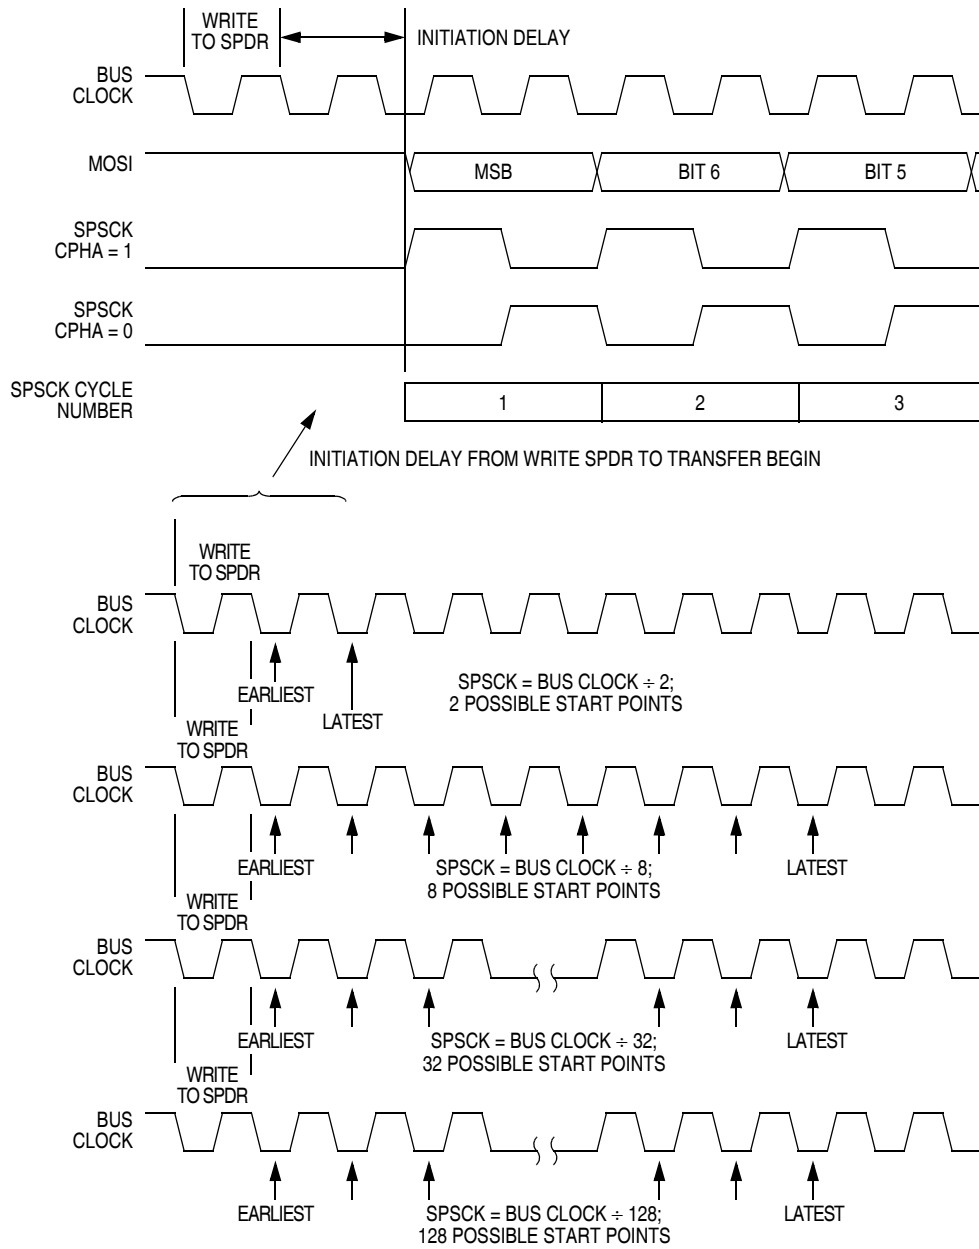 WRITE
TO SPDR
INITIATION DELAY
BUS
CLOCK
MOSI
MSB
BIT 6
BIT 5
SPSCK
CPHA = 1
SPSCK
CPHA = 0
SPSCK CYCLE
NUMBER
1
2
3
INITIATION DELAY FROM WRITE SPDR TO TRANSFER BEGIN
WRITE
TO SPDR
BUS
CLOCK
EARLIEST
LATEST
SPSCK = BUS CLOCK ÷ 2;
2 POSSIBLE START POINTS
WRITE
TO SPDR
BUS
CLOCK
EARLIEST
SPSCK = BUS CLOCK ÷ 8;
8 POSSIBLE START POINTS
LATEST
WRITE
TO SPDR
BUS
CLOCK
EARLIEST
SPSCK = BUS CLOCK ÷ 32;
32 POSSIBLE START POINTS
LATEST
WRITE
TO SPDR
BUS
CLOCK
EARLIEST
SPSCK = BUS CLOCK ÷ 128;
128 POSSIBLE START POINTS
LATEST